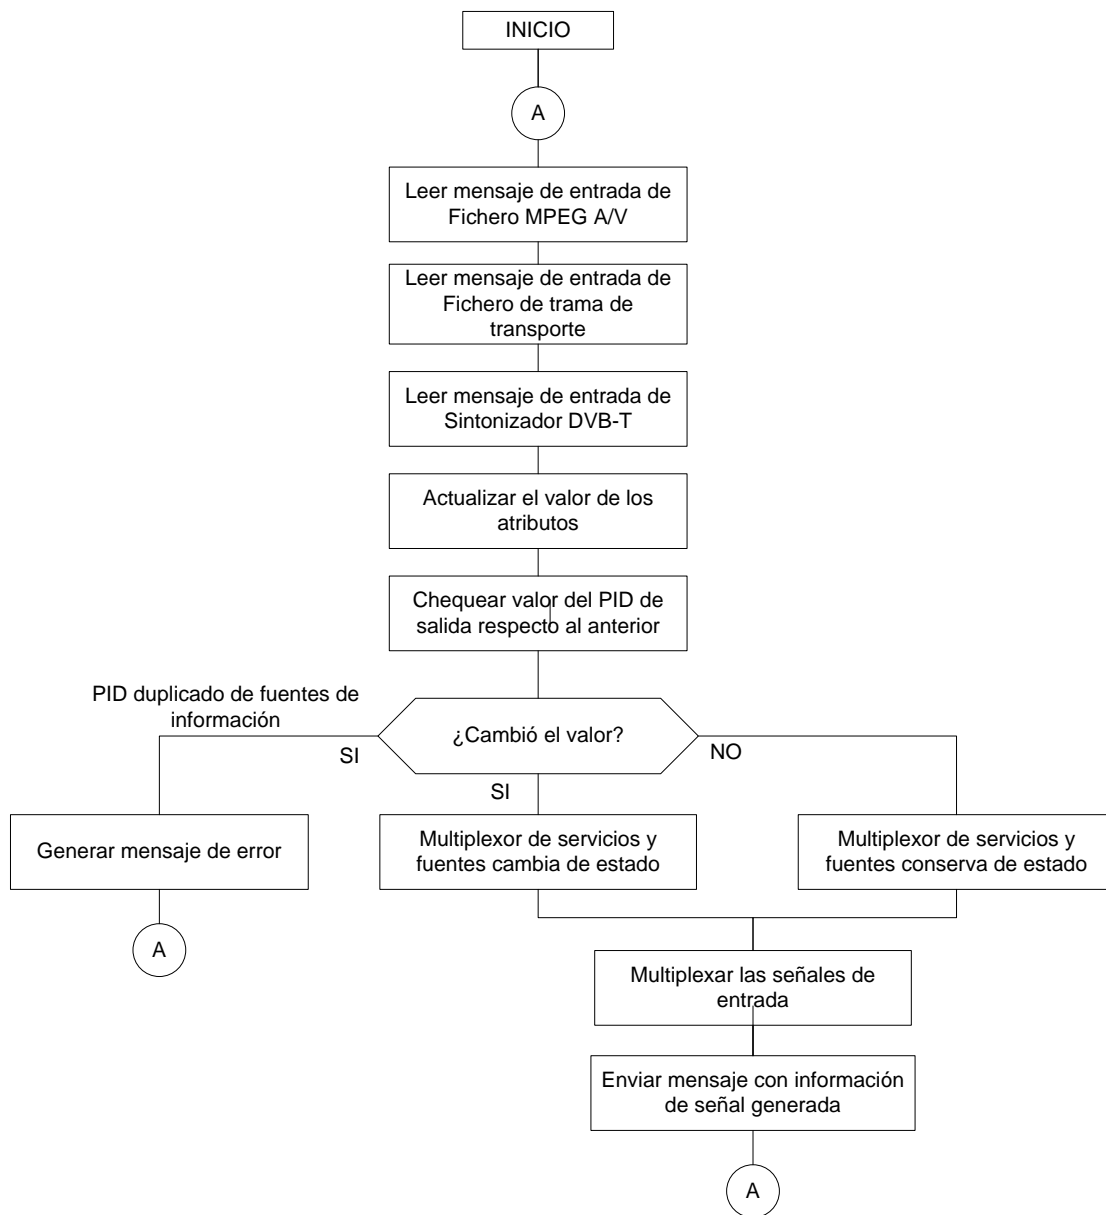 INICIO
A
Leer mensaje de entrada de
Fichero MPEG A/V
Leer mensaje de entrada de
Fichero de trama de
transporte
Leer mensaje de entrada de
Sintonizador DVB-T
Actualizar el valor de los
atributos
Chequear valor del PID de
salida respecto al anterior
PID duplicado de fuentes de
información
¿Cambió el valor?
SI
NO
SI
Generar mensaje de error
Multiplexor de servicios y
fuentes cambia de estado
Multiplexor de servicios y
fuentes conserva de estado
A
Multiplexar las señales de
entrada
Enviar mensaje con información
de señal generada
A